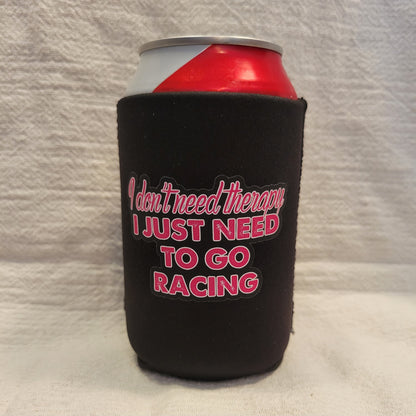 I don't need therapy
I JUST NEED
TO GO
RACING